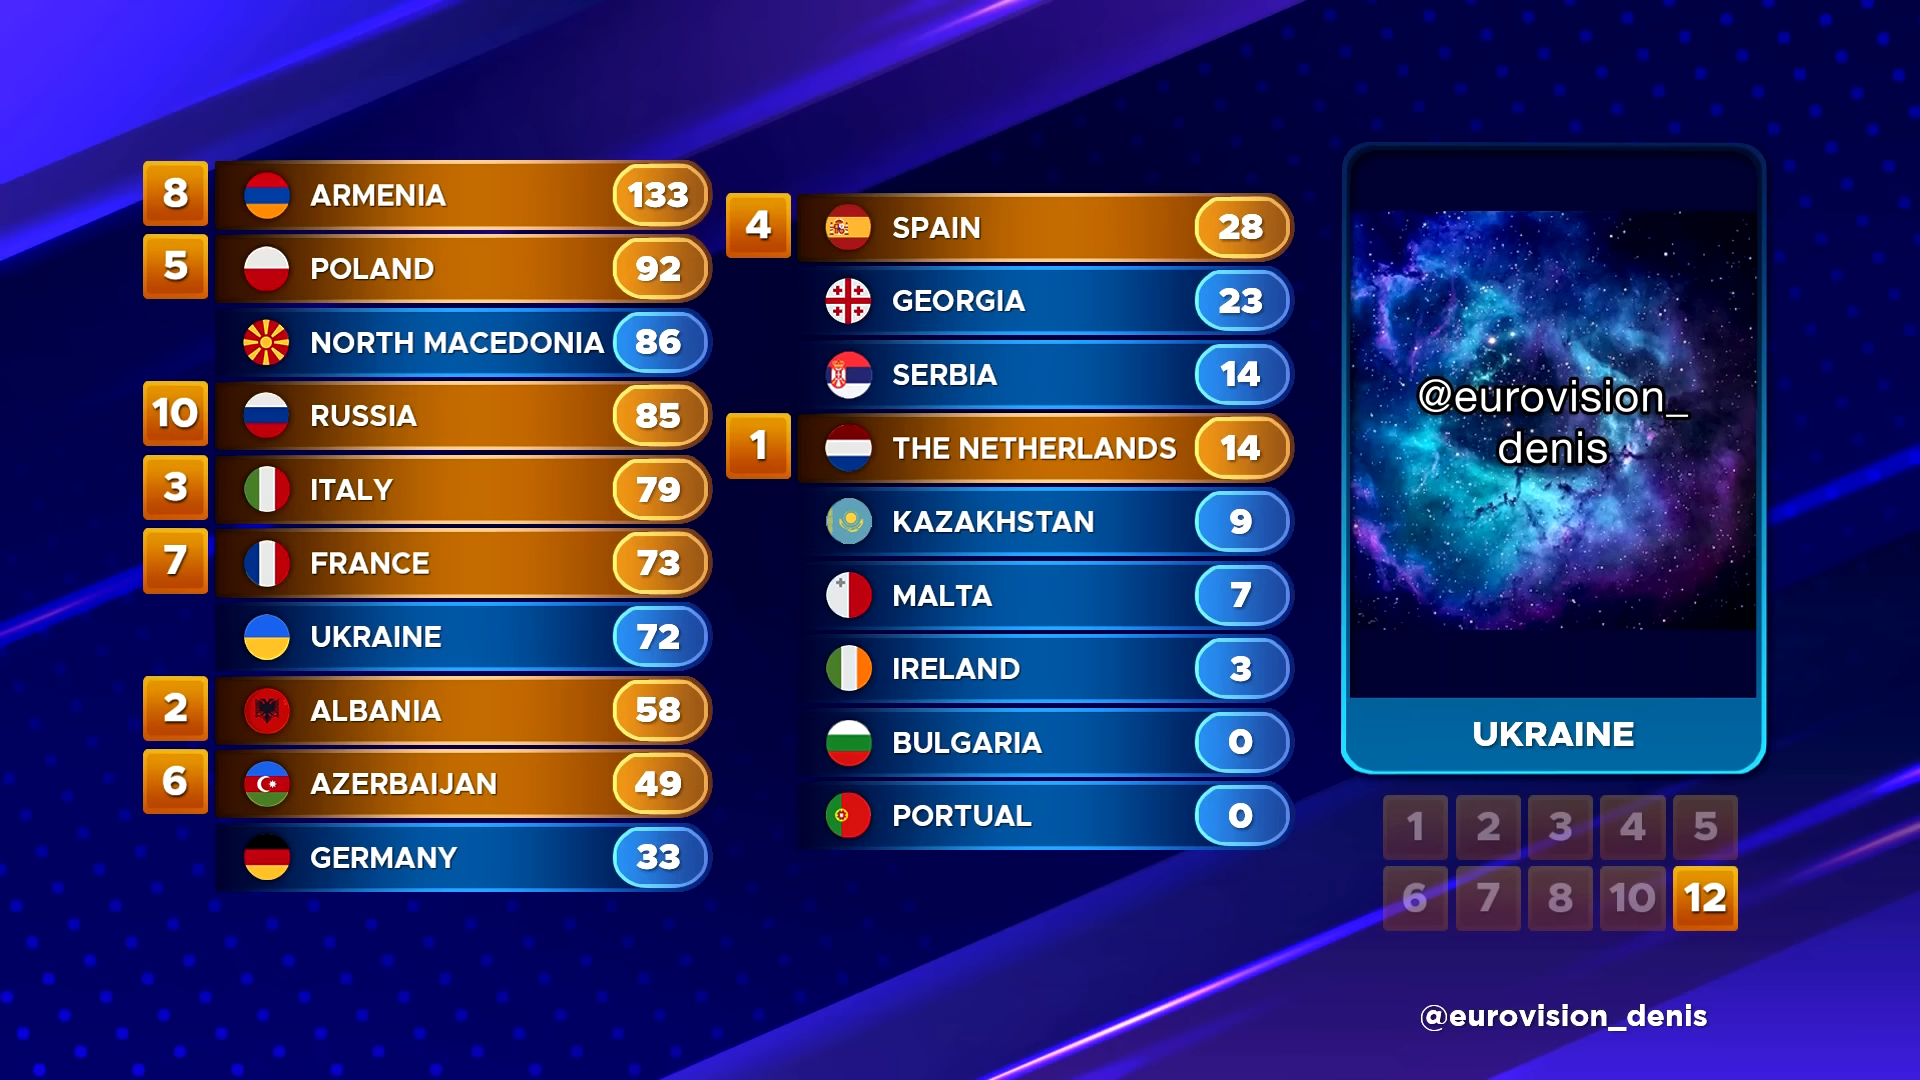 8 ARMENIA 133
5 POLAND 92
NORTH MACEDONIA 86
10 RUSSIA 85
3 ITALY 79
7 FRANCE 73
UKRAINE 72
2 ALBANIA 58
6 AZERBAIJAN 49
GERMANY 33
4 SPAIN 28
GEORGIA 23
SERBIA 14
1 THE NETHERLANDS 14
KAZAKHSTAN 9
MALTA 7
IRELAND 3
BULGARIA 0
PORTUAL 0
@eurovision_
denis
UKRAINE
1 2 3 4 5
6 7 8 10 12
@eurovision_denis